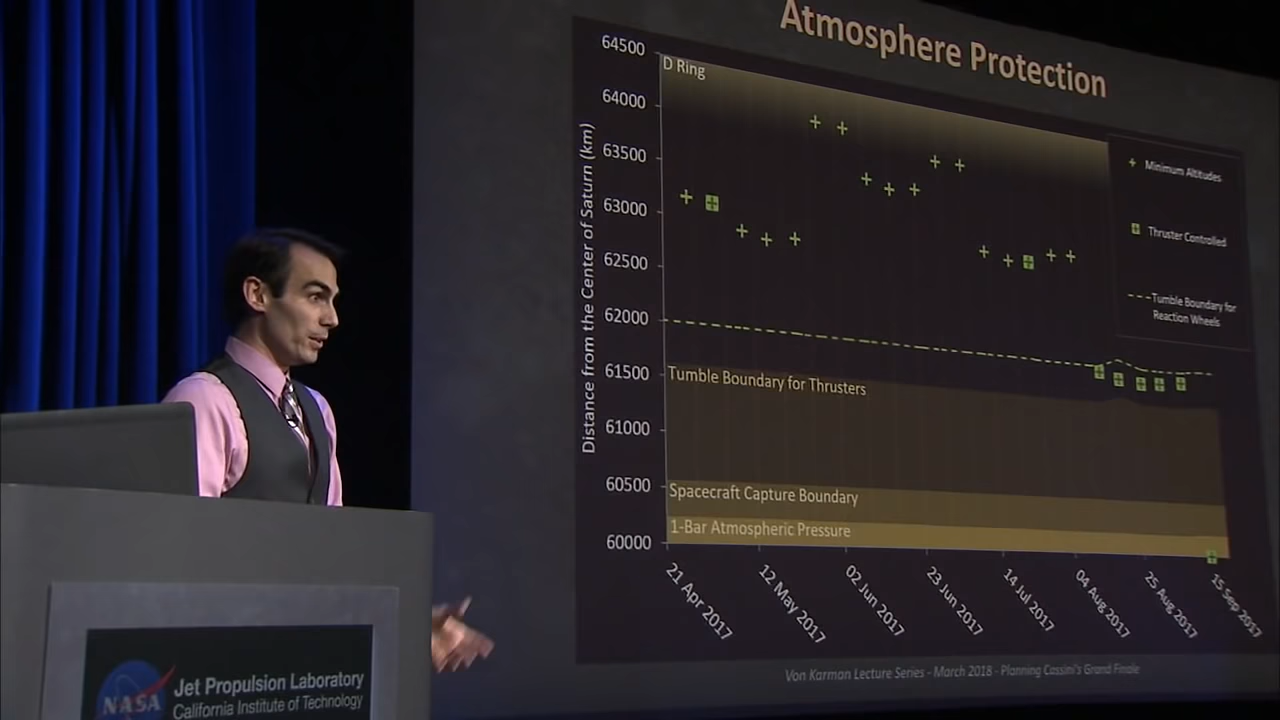 Atmosphere Protection
64500
64000
63500
63000
62500
62000
61500
61000
60500
60000
Distance from the Center of Saturn (km)
D Ring
Minimum Altitudes
Thruster Controlled
Tumble Boundary for
Reaction Wheels
Tumble Boundary for Thrusters
Spacecraft Capture Boundary
1-Bar Atmospheric Pressure
21 Apr 2017
12 May 2017
02 Jun 2017
23 Jun 2017
14 Jul 2017
04 Aug 2017
25 Aug 2017
15 Sep 2017
Von Karman Lecture Series - March 2018 - Planning Cassini's Grand Finale
NASA
Jet Propulsion Laboratory
California Institute of Technology